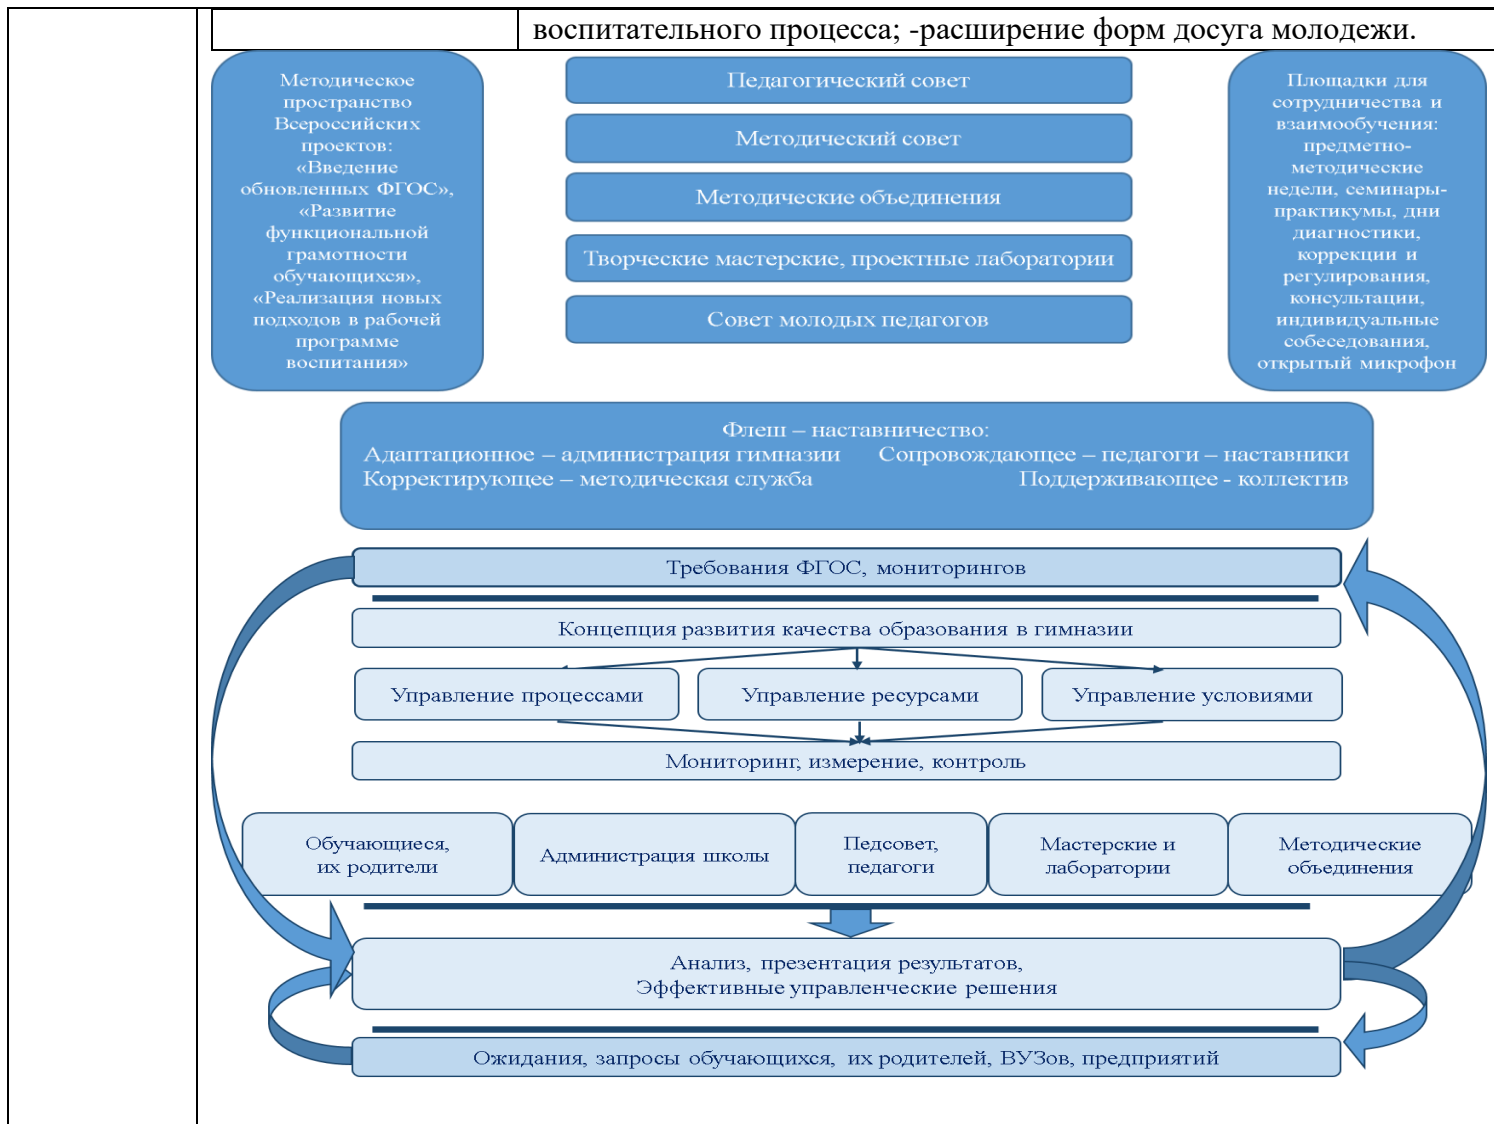 воспитательного процесса; -расширение форм досуга молодежи.
Методическое
пространство
Всероссийских
проектов:
«Введение
обновленных ФГОС»,
«Развитие
функциональной
грамотности
обучающихся»,
«Реализация новых
подходов в рабочей
программе
воспитания»
Педагогический совет
Методический совет
Методические объединения
Творческие мастерские, проектные лаборатории
Совет молодых педагогов
Площадки для
сотрудничества и
взаимообучения:
предметно-
методические
недели, семинары-
практикумы, дни
диагностики,
коррекции и
регулирования,
консультации,
индивидуальные
собеседования,
открытый микрофон
Флеш – наставничество:
Адаптационное – администрация гимназии Сопровождающее – педагоги – наставники
Корректирующее – методическая служба Поддерживающее - коллектив
Требования ФГОС, мониторингов
Концепция развития качества образования в гимназии
Управление процессами
Управление ресурсами
Управление условиями
Мониторинг, измерение, контроль
Обучающиеся,
их родители
Администрация школы
Педсовет,
педагоги
Мастерские и
лаборатории
Методические
объединения
Анализ, презентация результатов,
Эффективные управленческие решения
Ожидания, запросы обучающихся, их родителей, ВУЗов, предприятий